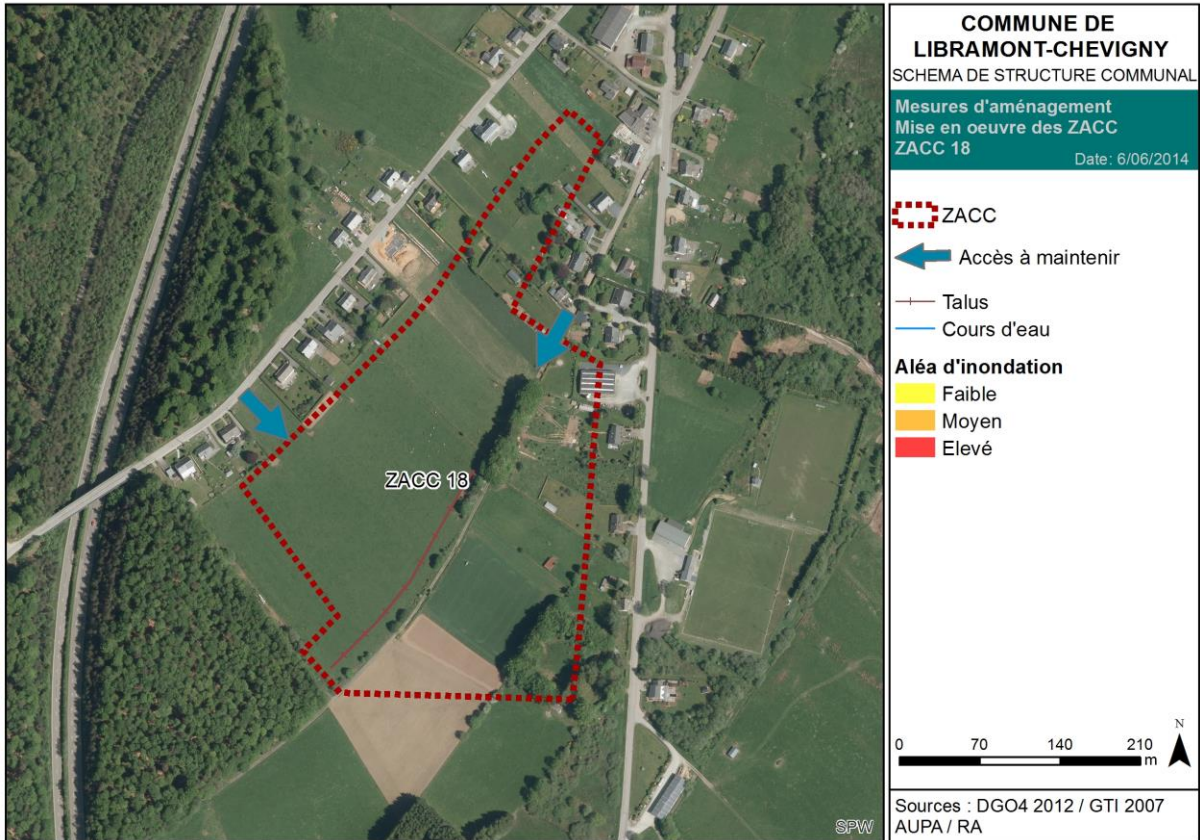 ZACC 18
SPW
COMMUNE DE
LIBRAMONT-CHEVIGNY
SCHEMA DE STRUCTURE COMMUNAL
Mesures d'aménagement
Mise en oeuvre des ZACC
ZACC 18
Date: 6/06/2014
ZACC
Accès à maintenir
Talus
Cours d'eau
Aléa d'inondation
Faible
Moyen
Elevé
N
0 70 140 210
m
Sources : DGO4 2012 / GTI 2007
AUPA / RA